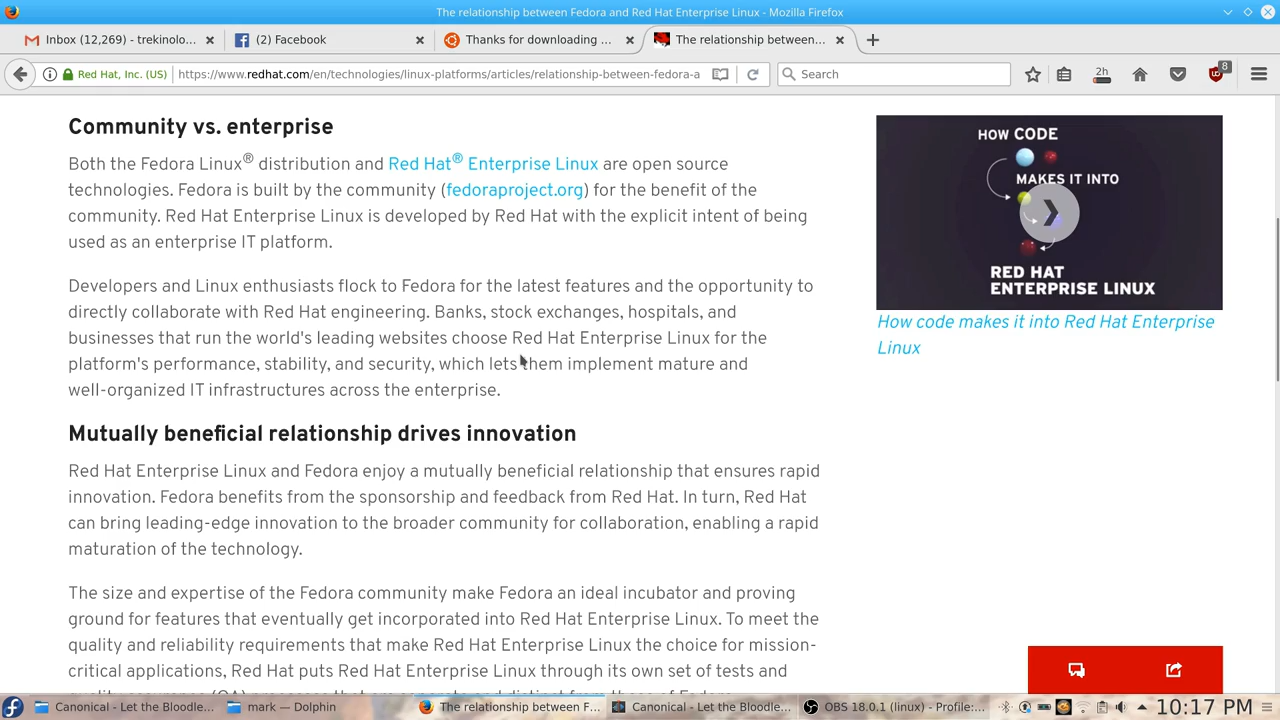 The relationship between Fedora and Red Hat Enterprise Linux - Mozilla Firefox
Inbox (12,269) - trekinolo...
(2) Facebook
Thanks for downloading ...
The relationship between...
Red Hat, Inc. (US)
https://www.redhat.com/en/technologies/linux-platforms/articles/relationship-between-fedora-a
Search
2h
8
Community vs. enterprise
Both the Fedora Linux® distribution and Red Hat® Enterprise Linux are open source
technologies. Fedora is built by the community (fedoraproject.org) for the benefit of the
community. Red Hat Enterprise Linux is developed by Red Hat with the explicit intent of being
used as an enterprise IT platform.
Developers and Linux enthusiasts flock to Fedora for the latest features and the opportunity to
directly collaborate with Red Hat engineering. Banks, stock exchanges, hospitals, and
businesses that run the world's leading websites choose Red Hat Enterprise Linux for the
platform's performance, stability, and security, which lets them implement mature and
well-organized IT infrastructures across the enterprise.
HOW CODE
MAKES IT INTO
RED HAT
ENTERPRISE LINUX
How code makes it into Red Hat Enterprise
Linux
Mutually beneficial relationship drives innovation
Red Hat Enterprise Linux and Fedora enjoy a mutually beneficial relationship that ensures rapid
innovation. Fedora benefits from the sponsorship and feedback from Red Hat. In turn, Red Hat
can bring leading-edge innovation to the broader community for collaboration, enabling a rapid
maturation of the technology.
The size and expertise of the Fedora community make Fedora an ideal incubator and proving
ground for features that eventually get incorporated into Red Hat Enterprise Linux. To meet the
quality and reliability requirements that make Red Hat Enterprise Linux the choice for mission-
critical applications, Red Hat puts Red Hat Enterprise Linux through its own set of tests and
Canonical - Let the Bloodle...
mark — Dolphin
The relationship between F...
Canonical - Let the Bloodle...
OBS 18.0.1 (linux) - Profile:...
10:17 PM